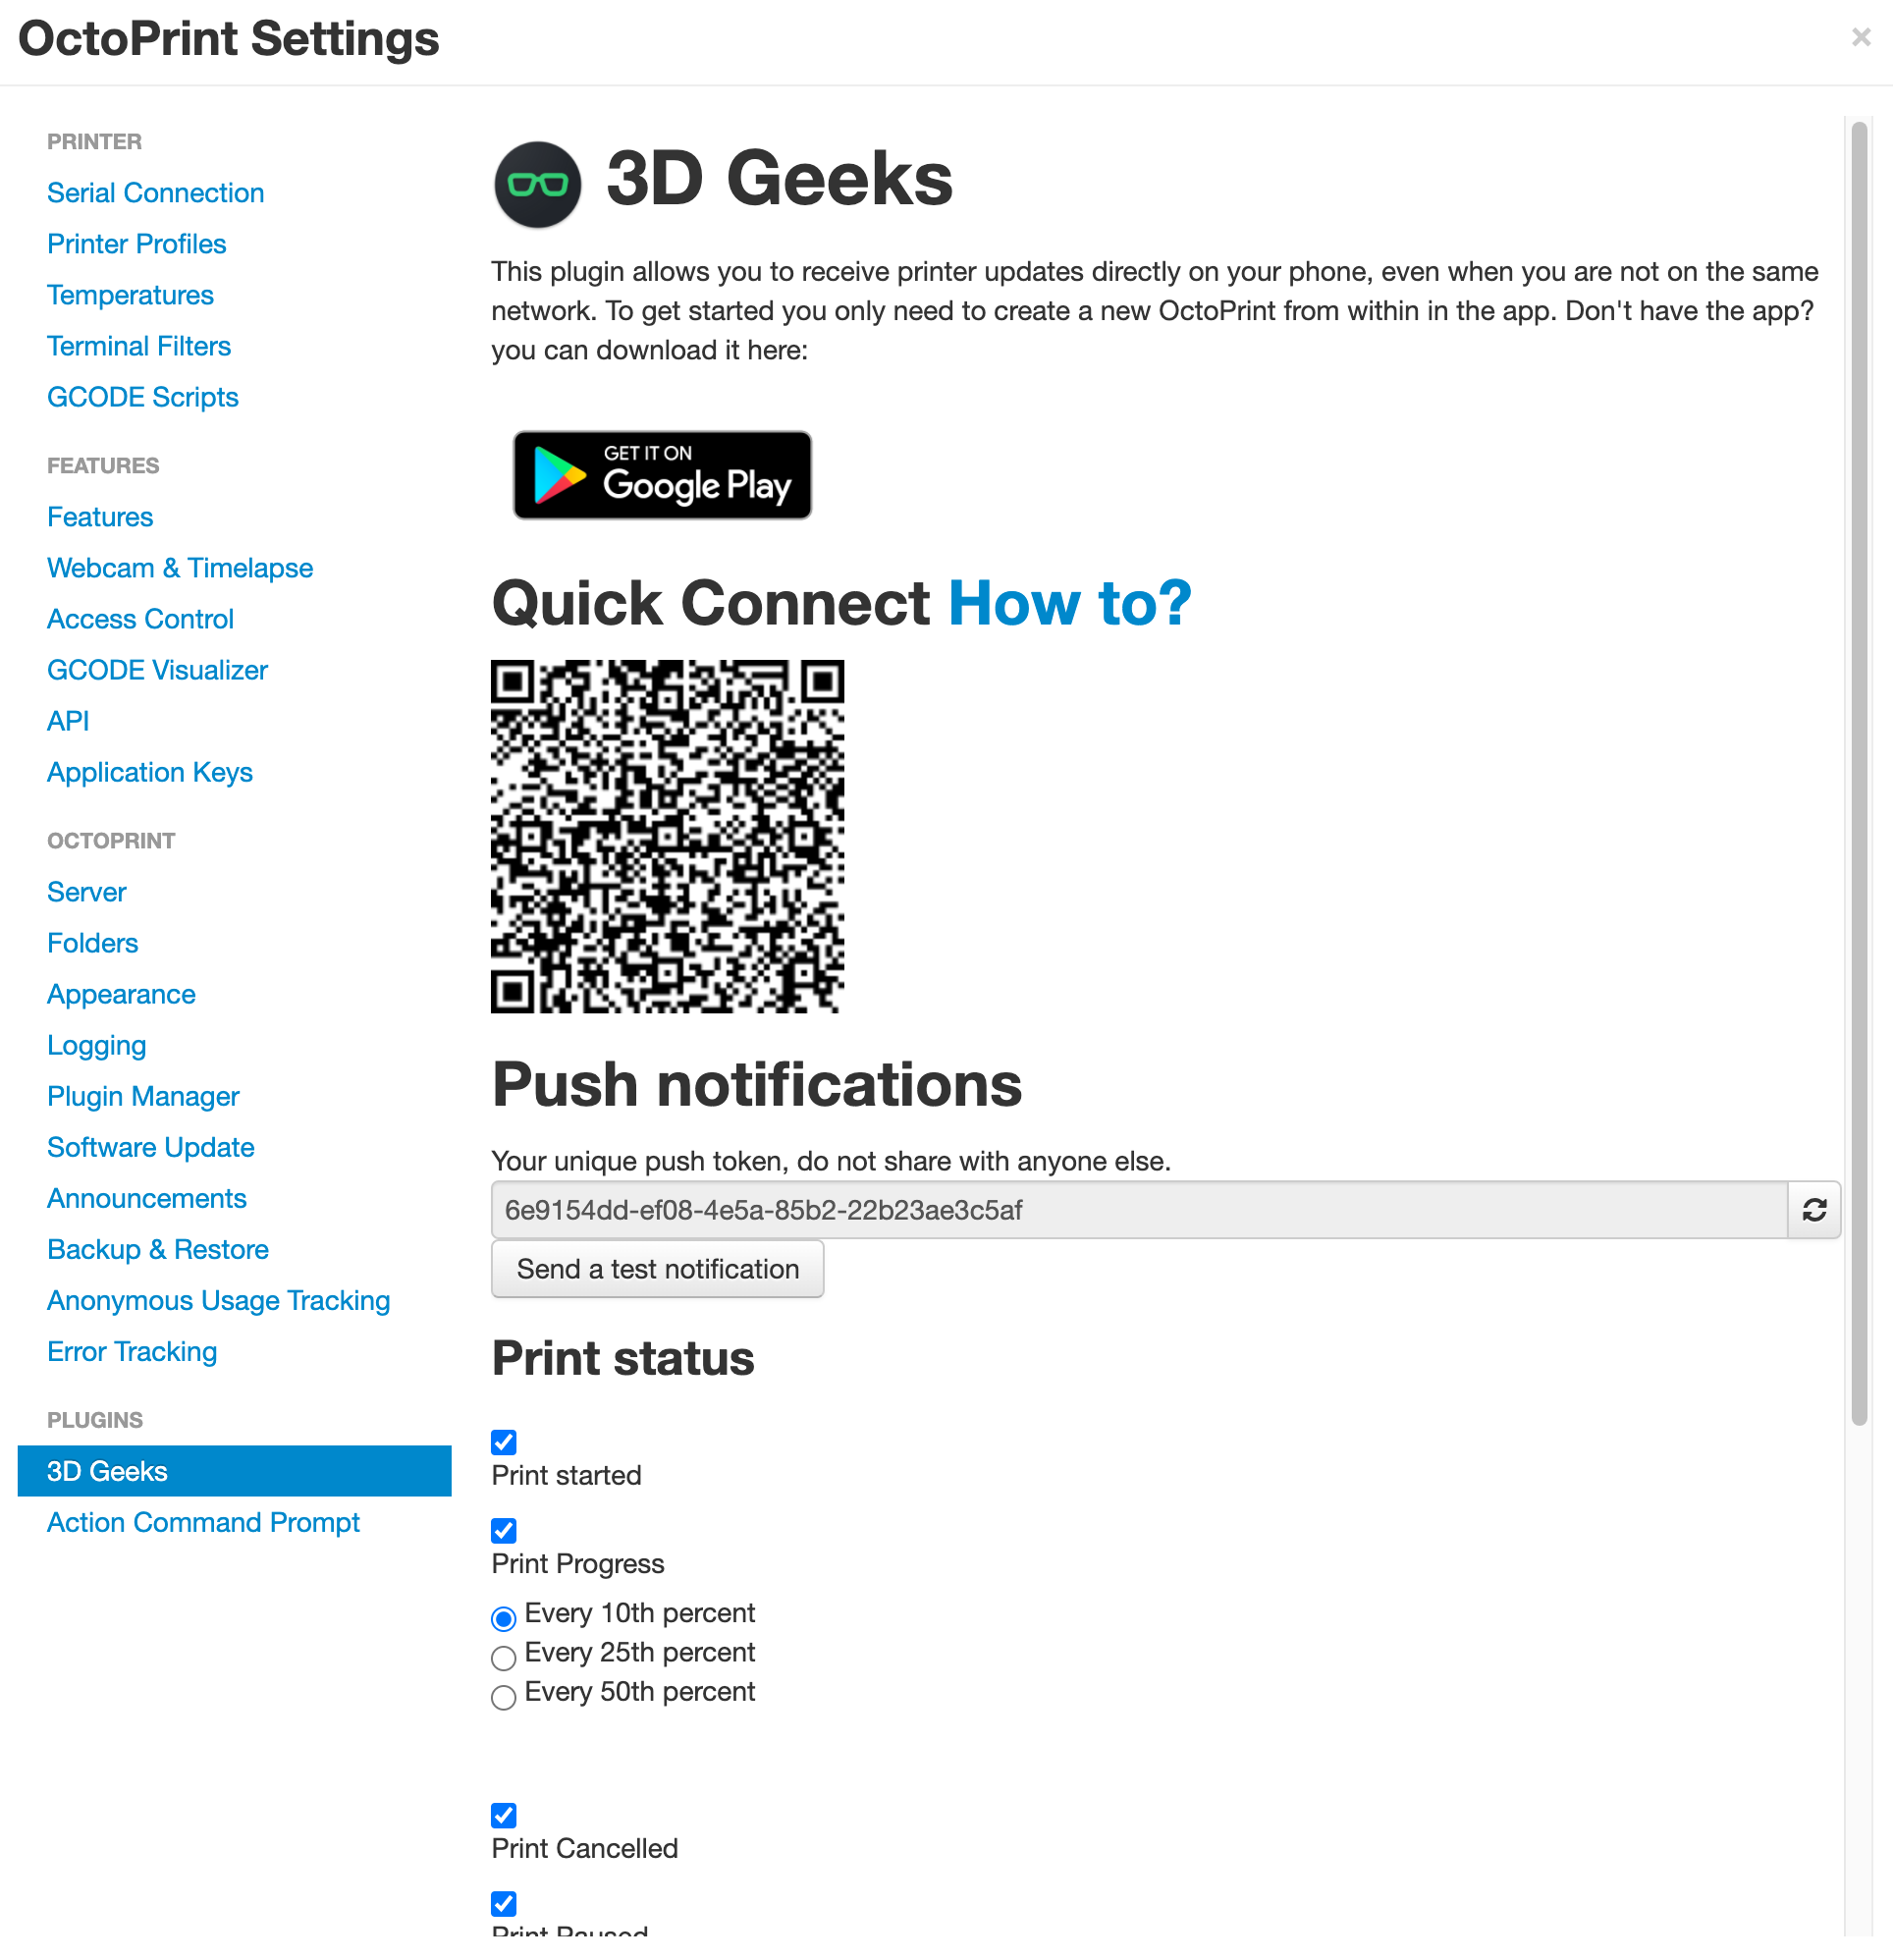 OctoPrint Settings
×
PRINTER
Serial Connection
Printer Profiles
Temperatures
Terminal Filters
GCODE Scripts
FEATURES
Features
Webcam & Timelapse
Access Control
GCODE Visualizer
API
Application Keys
OCTOPRINT
Server
Folders
Appearance
Logging
Plugin Manager
Software Update
Announcements
Backup & Restore
Anonymous Usage Tracking
Error Tracking
PLUGINS
3D Geeks
Action Command Prompt
3D Geeks
This plugin allows you to receive printer updates directly on your phone, even when you are not on the same
network. To get started you only need to create a new OctoPrint from within in the app. Don't have the app?
you can download it here:
GET IT ON
Google Play
Quick Connect How to?
Push notifications
Your unique push token, do not share with anyone else.
6e9154dd-ef08-4e5a-85b2-22b23ae3c5af
Send a test notification
Print status
Print started
Print Progress
Every 10th percent
Every 25th percent
Every 50th percent
Print Cancelled
Print Paused